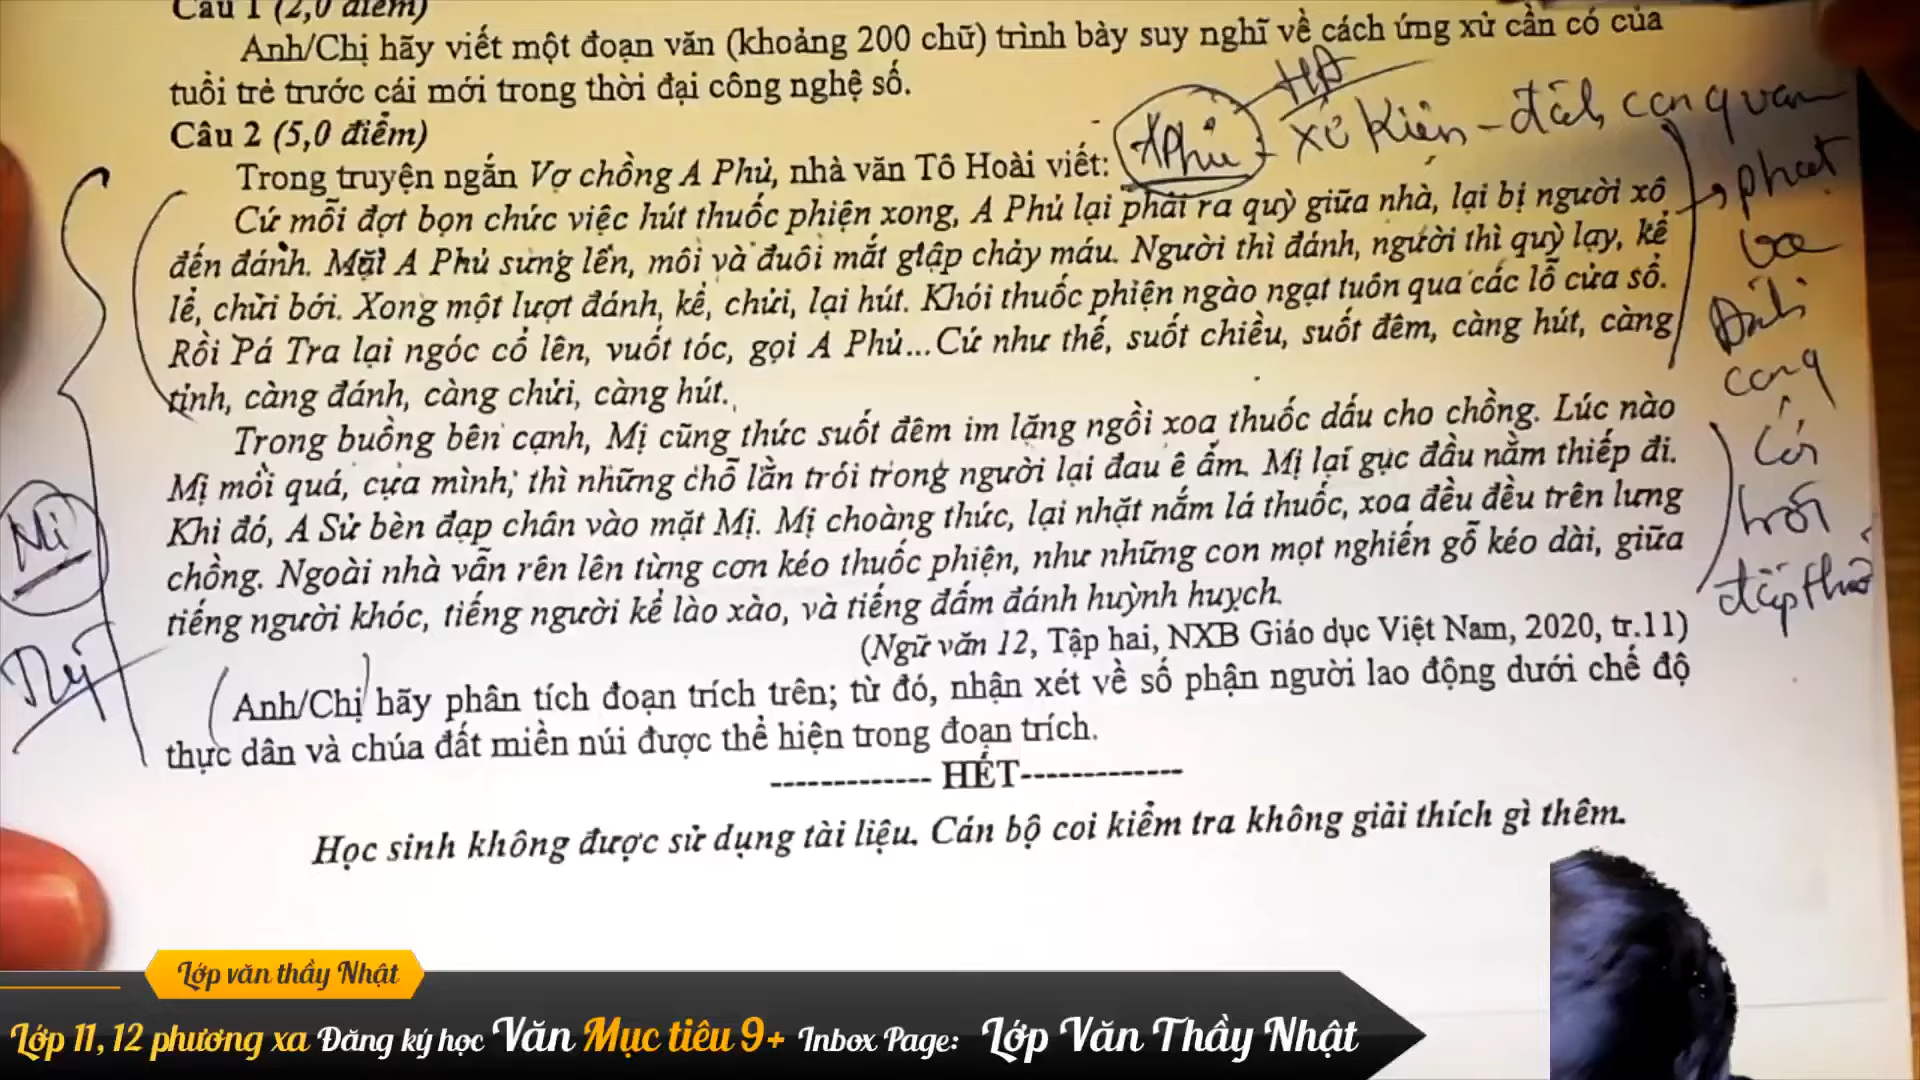 Câu 1 (2,0 điểm)
Anh/Chị hãy viết một đoạn văn (khoảng 200 chữ) trình bày suy nghĩ về cách ứng xử cần có của
tuổi trẻ trước cái mới trong thời đại công nghệ số.
HĐ
Câu 2 (5,0 điểm)
A Phủ - xử kiện - đánh con quan
Trong truyện ngắn Vợ chồng A Phủ, nhà văn Tô Hoài viết:
phạt
Cứ mỗi đợt bọn chức việc hút thuốc phiện xong, A Phủ lại phải ra quỳ giữa nhà, lại bị người xô
đến đánh. Mặt A Phủ sưng lên, môi và đuôi mắt giập chảy máu. Người thì đánh, người thì quỳ lạy, kể
lể, chửi bới. Xong một lượt đánh, kể, chửi, lại hút. Khói thuốc phiện ngào ngạt tuôn qua các lỗ cửa sổ.
Rồi Pá Tra lại ngóc cổ lên, vuốt tóc, gọi A Phủ...Cứ như thế, suốt chiều, suốt đêm, càng hút, càng
tỉnh, càng đánh, càng chửi, càng hút.
Trong buồng bên cạnh, Mị cũng thức suốt đêm im lặng ngồi xoa thuốc dấu cho chồng. Lúc nào
Mị mỏi quá, cựa mình, thì những chỗ lằn trói trong người lại đau ê ẩm. Mị lại gục đầu nằm thiếp đi.
Khi đó, A Sử bèn đạp chân vào mặt Mị. Mị choàng thức, lại nhặt nắm lá thuốc, xoa đều đều trên lưng
chồng. Ngoài nhà vẫn rên lên từng cơn kéo thuốc phiện, như những con mọt nghiến gỗ kéo dài, giữa
tiếng người khóc, tiếng người kể lào xào, và tiếng đấm đánh huỳnh huỵch.
trói
Mị
(Ngữ văn 12, Tập hai, NXB Giáo dục Việt Nam, 2020, tr.11)
Anh/Chị hãy phân tích đoạn trích trên; từ đó, nhận xét về số phận người lao động dưới chế độ
thực dân và chúa đất miền núi được thể hiện trong đoạn trích.
------------- HẾT-------------
Học sinh không được sử dụng tài liệu. Cán bộ coi kiểm tra không giải thích gì thêm.
Lớp văn thầy Nhật
Lớp 11, 12 phương xa Đăng ký học Văn Mục tiêu 9+ Inbox Page: Lớp Văn Thầy Nhật